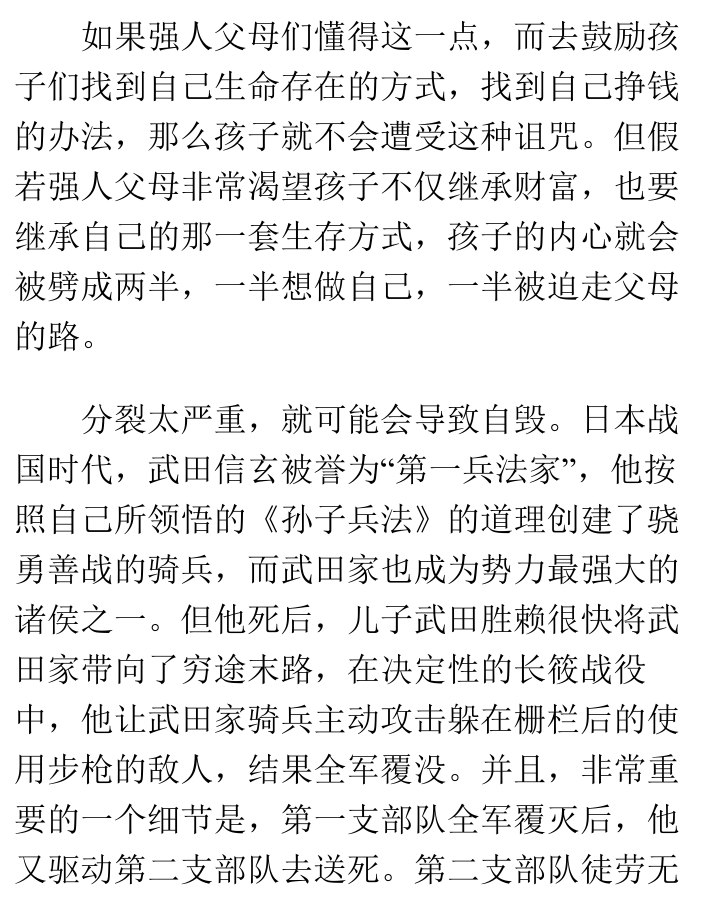 如果强人父母们懂得这一点，而去鼓励孩
子们找到自己生命存在的方式，找到自己挣钱
的办法，那么孩子就不会遭受这种诅咒。但假
若强人父母非常渴望孩子不仅继承财富，也要
继承自己的那一套生存方式，孩子的内心就会
被劈成两半，一半想做自己，一半被迫走父母
的路。
分裂太严重，就可能会导致自毁。日本战
国时代，武田信玄被誉为“第一兵法家”，他按
照自己所领悟的《孙子兵法》的道理创建了骁
勇善战的骑兵，而武田家也成为势力最强大的
诸侯之一。但他死后，儿子武田胜赖很快将武
田家带向了穷途末路，在决定性的长筱战役
中，他让武田家骑兵主动攻击躲在栅栏后的使
用步枪的敌人，结果全军覆没。并且，非常重
要的一个细节是，第一支部队全军覆灭后，他
又驱动第二支部队去送死。第二支部队徒劳无